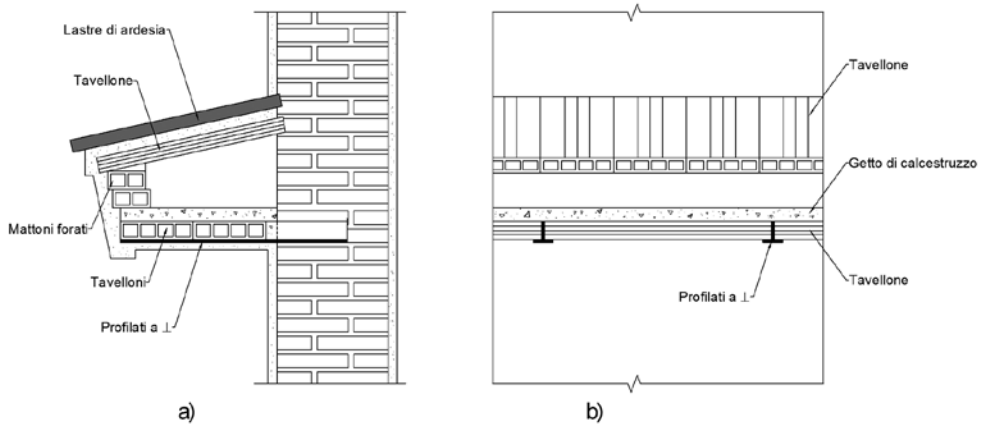 Lastre di ardesia
Tavellone
Mattoni forati
Tavelloni
Profilati a ⊥
a)
Tavellone
Getto di calcestruzzo
Tavellone
Profilati a ⊥
b)